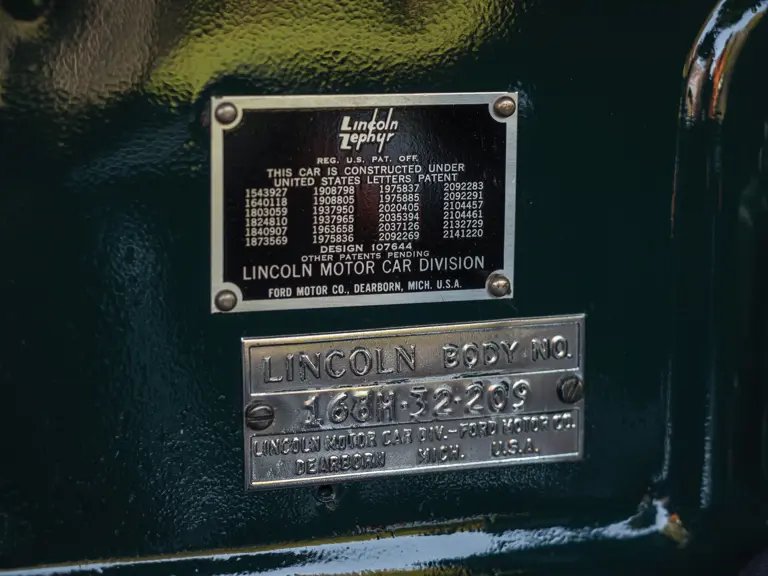 Lincoln
Zephyr
REG. U.S. PAT. OFF.
THIS CAR IS CONSTRUCTED UNDER
UNITED STATES LETTERS PATENT
1543927 1908798 1975837 2092283
1640118 1908805 1975885 2092291
1803059 1937950 2020405 2104457
1824810 1937965 2035394 2104461
1840907 1963658 2037126 2132729
1873569 1975836 2092269 2141220
DESIGN 107644
OTHER PATENTS PENDING
LINCOLN MOTOR CAR DIVISION
FORD MOTOR CO., DEARBORN, MICH. U.S.A.
LINCOLN BODY NO.
168H·32·209
LINCOLN MOTOR CAR DIV.—FORD MOTOR CO.
DEARBORN MICH. U.S.A.